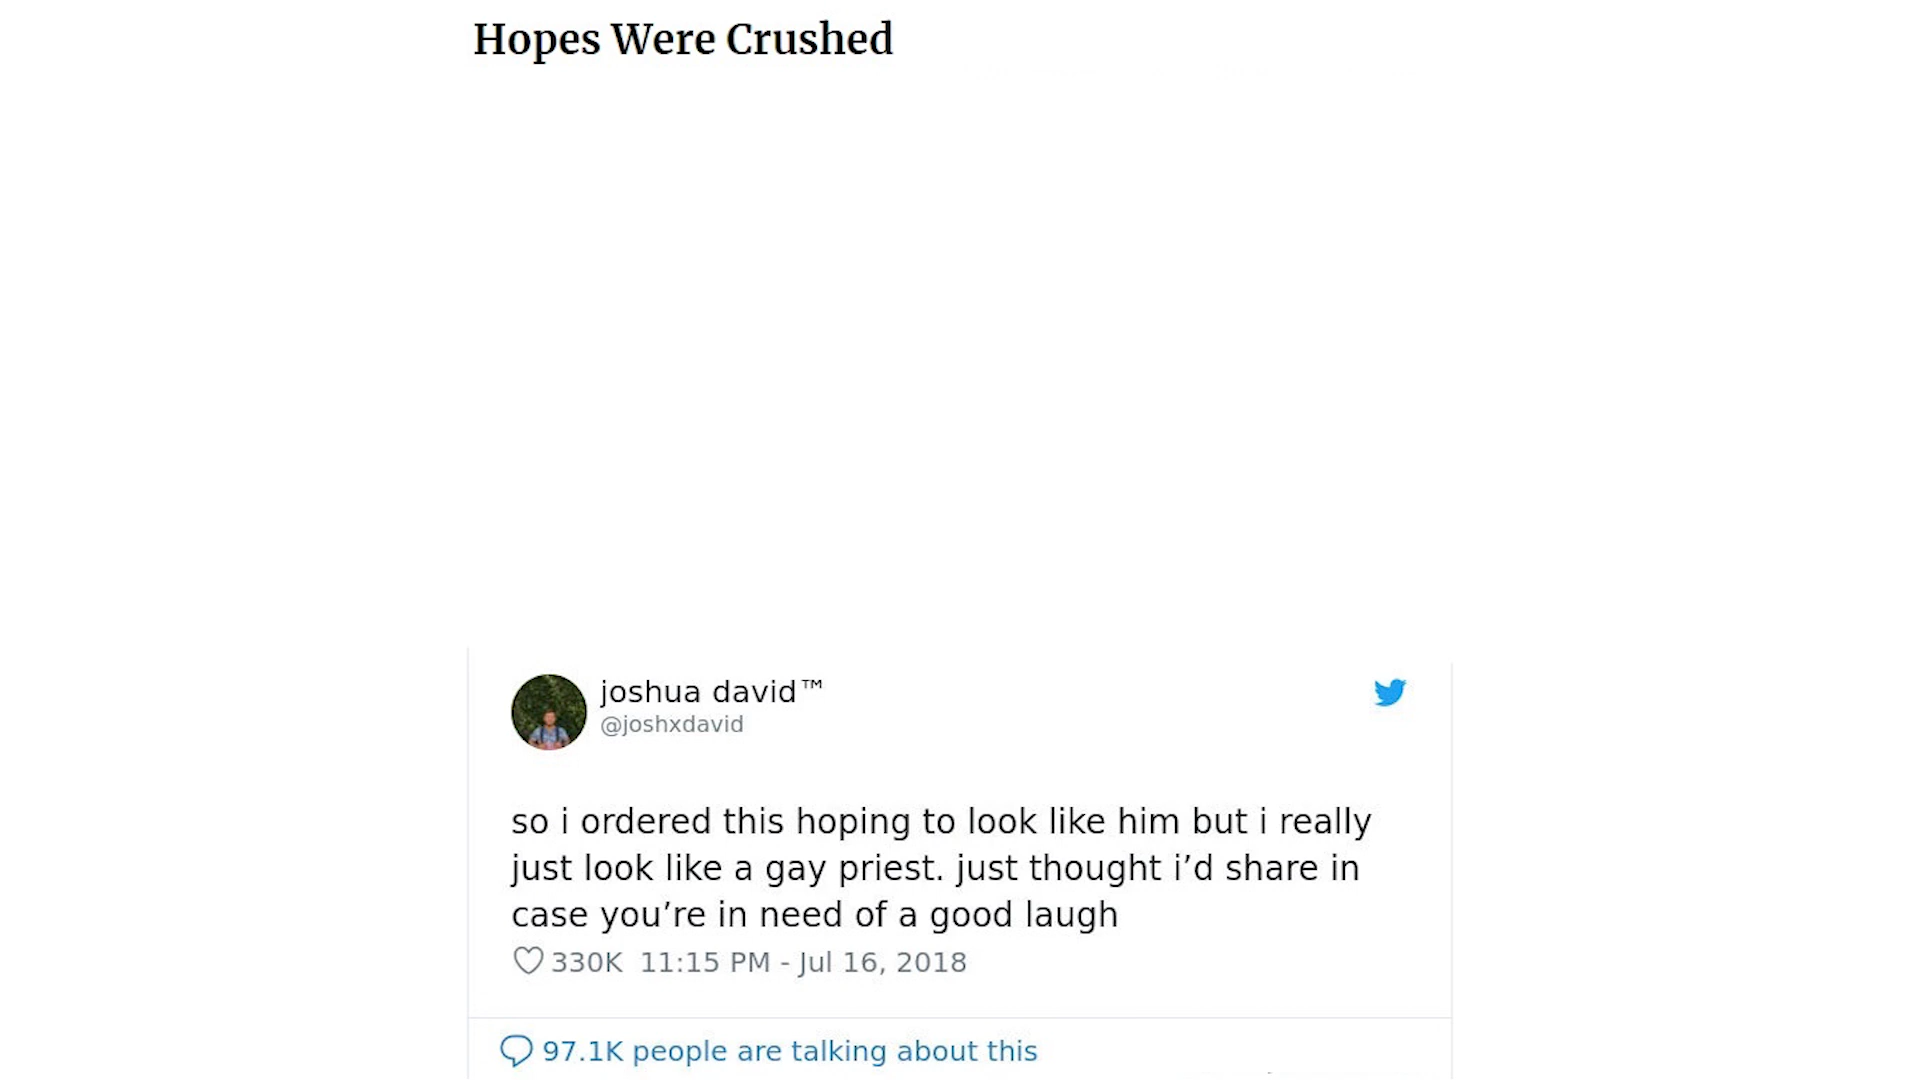 Hopes Were Crushed
joshua david™
@joshxdavid
so i ordered this hoping to look like him but i really
just look like a gay priest. just thought i’d share in
case you’re in need of a good laugh
330K 11:15 PM - Jul 16, 2018
97.1K people are talking about this